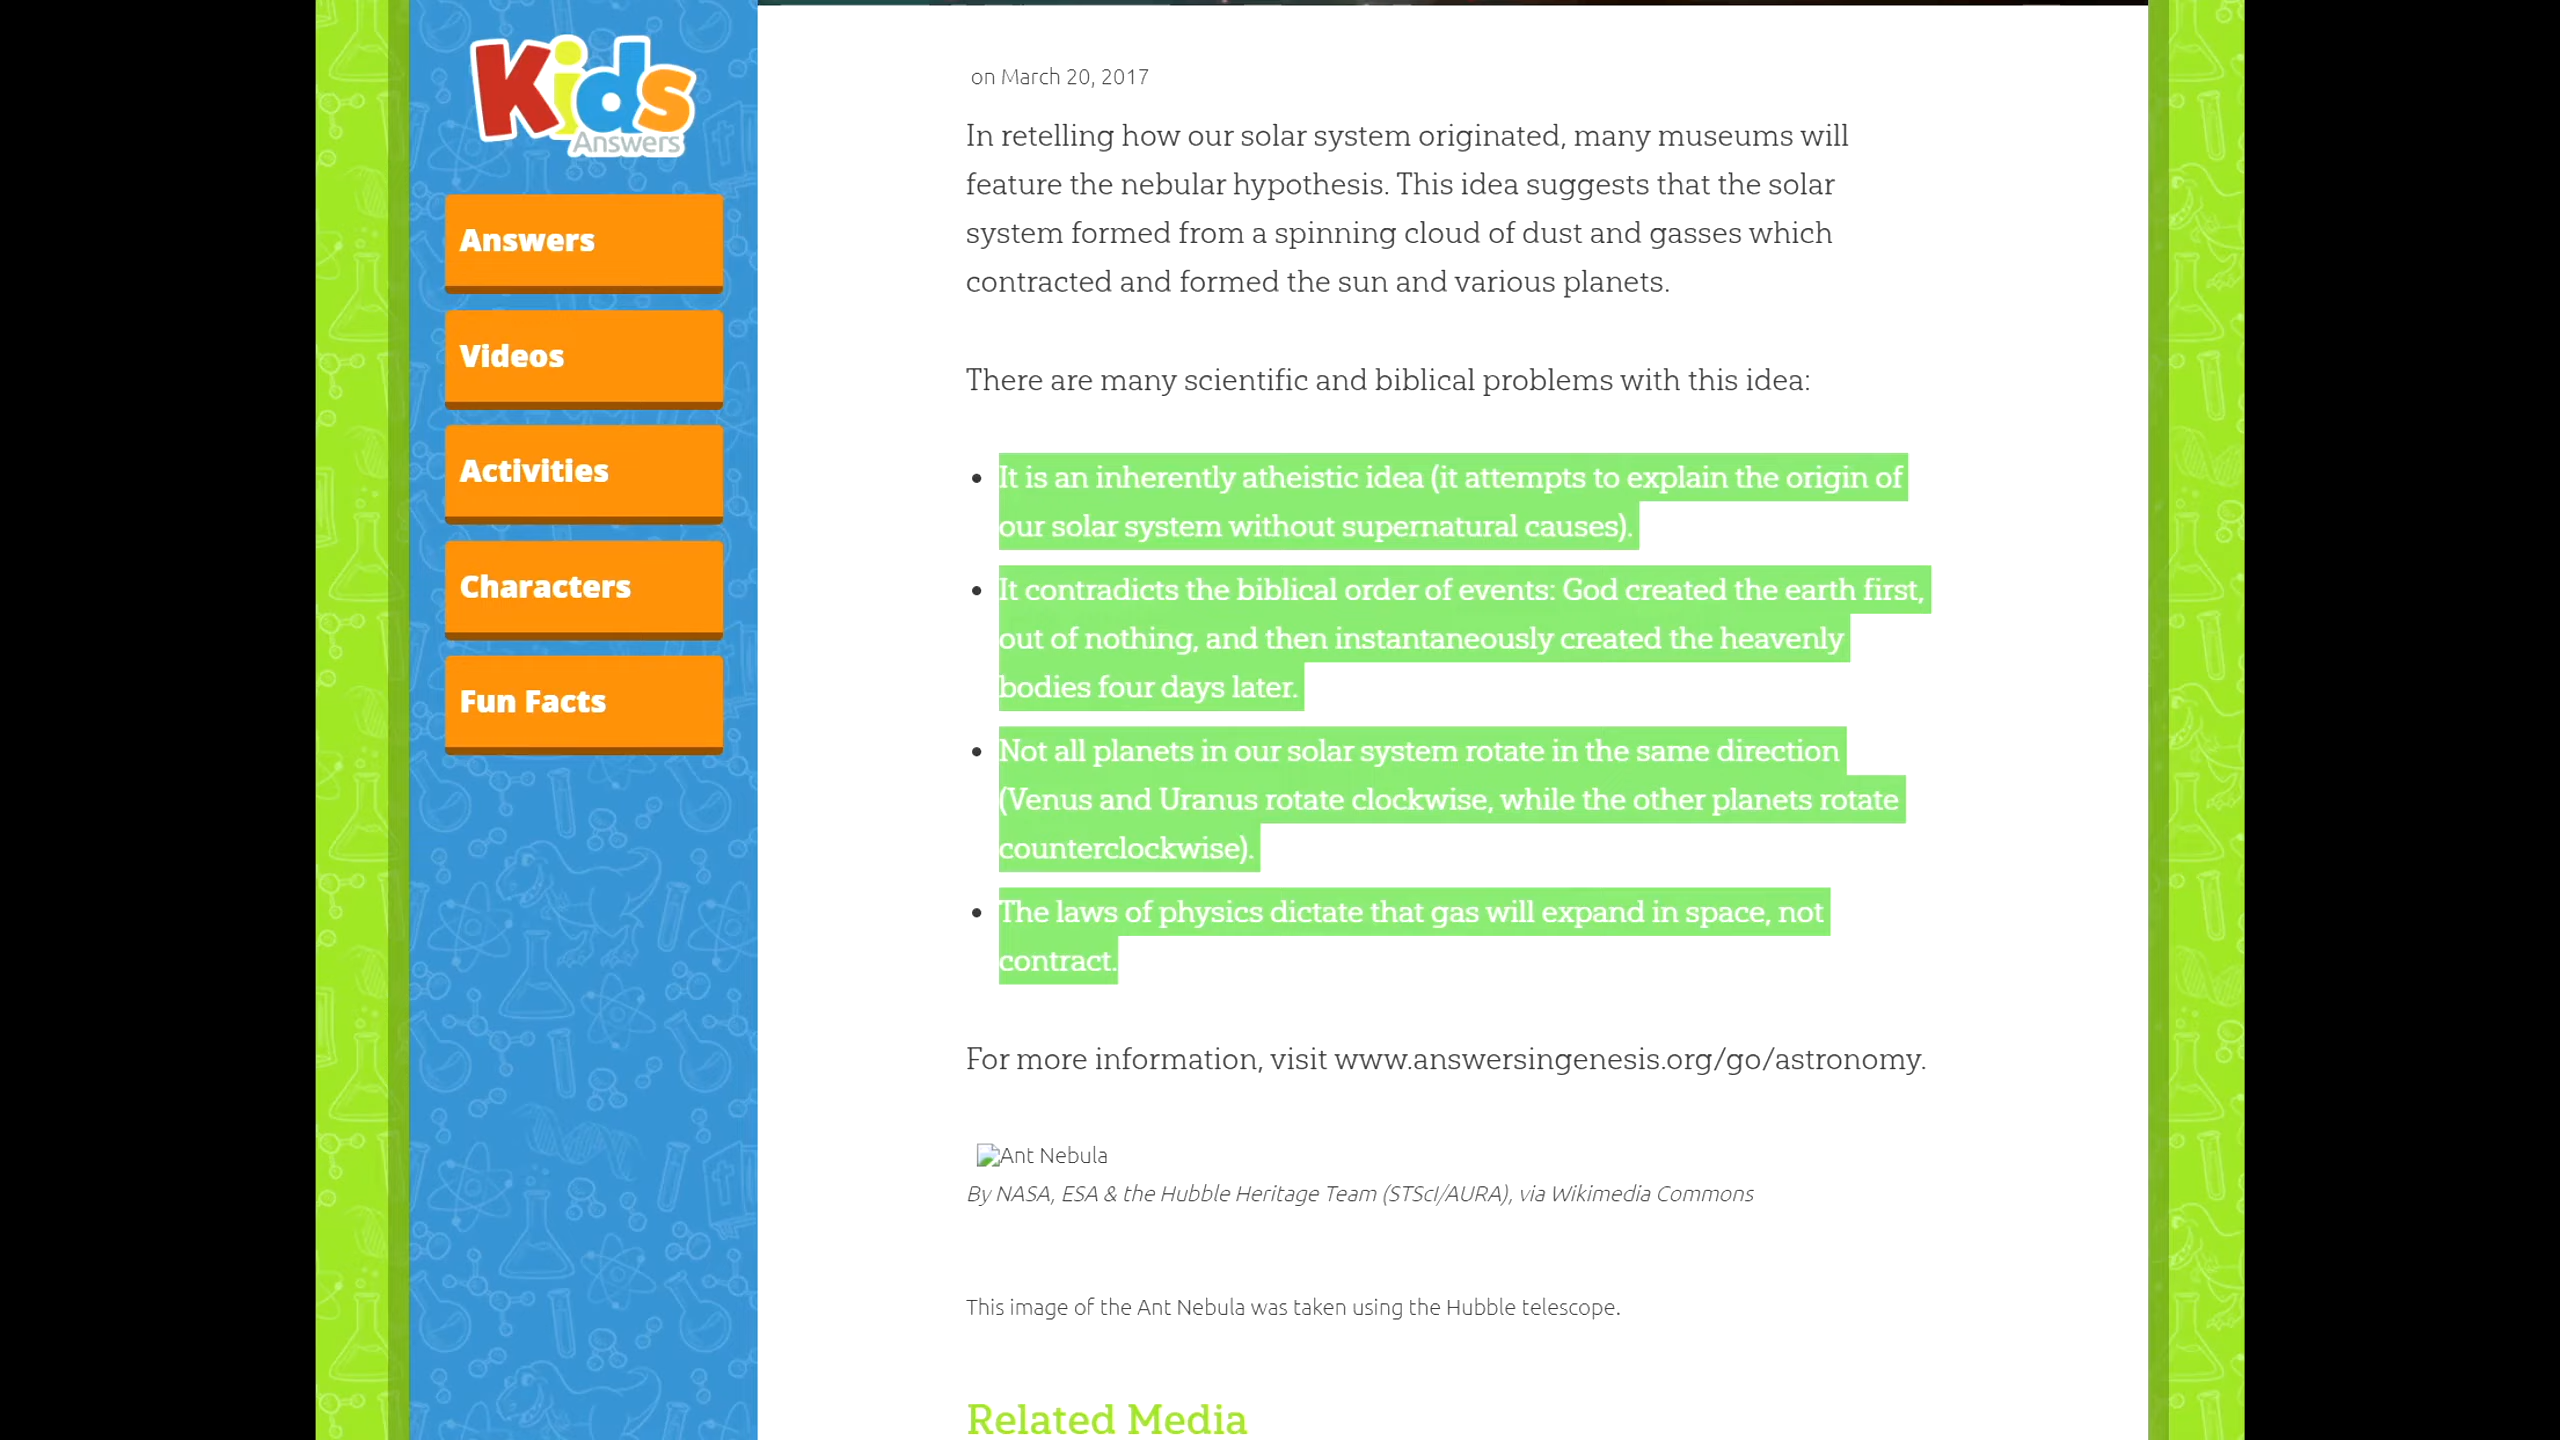 Kids
Answers
Answers
Videos
Activities
Characters
Fun Facts
on March 20, 2017
In retelling how our solar system originated, many museums will
feature the nebular hypothesis. This idea suggests that the solar
system formed from a spinning cloud of dust and gasses which
contracted and formed the sun and various planets.
There are many scientific and biblical problems with this idea:
• It is an inherently atheistic idea (it attempts to explain the origin of
our solar system without supernatural causes).
• It contradicts the biblical order of events: God created the earth first,
out of nothing, and then instantaneously created the heavenly
bodies four days later.
• Not all planets in our solar system rotate in the same direction
(Venus and Uranus rotate clockwise, while the other planets rotate
counterclockwise).
• The laws of physics dictate that gas will expand in space, not
contract.
For more information, visit www.answersingenesis.org/go/astronomy.
Ant Nebula
By NASA, ESA & the Hubble Heritage Team (STScI/AURA), via Wikimedia Commons
This image of the Ant Nebula was taken using the Hubble telescope.
Related Media